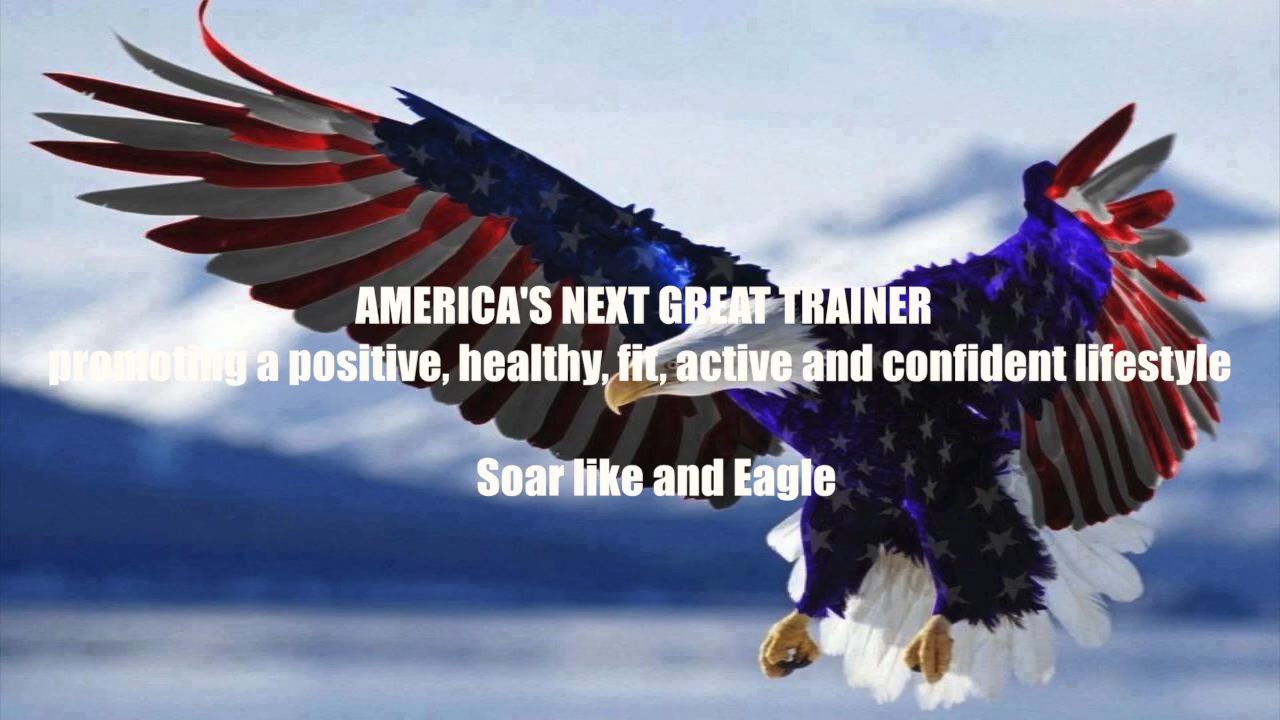 AMERICA'S NEXT GREAT TRAINER
promoting a positive, healthy, fit, active and confident lifestyle
Soar like and Eagle